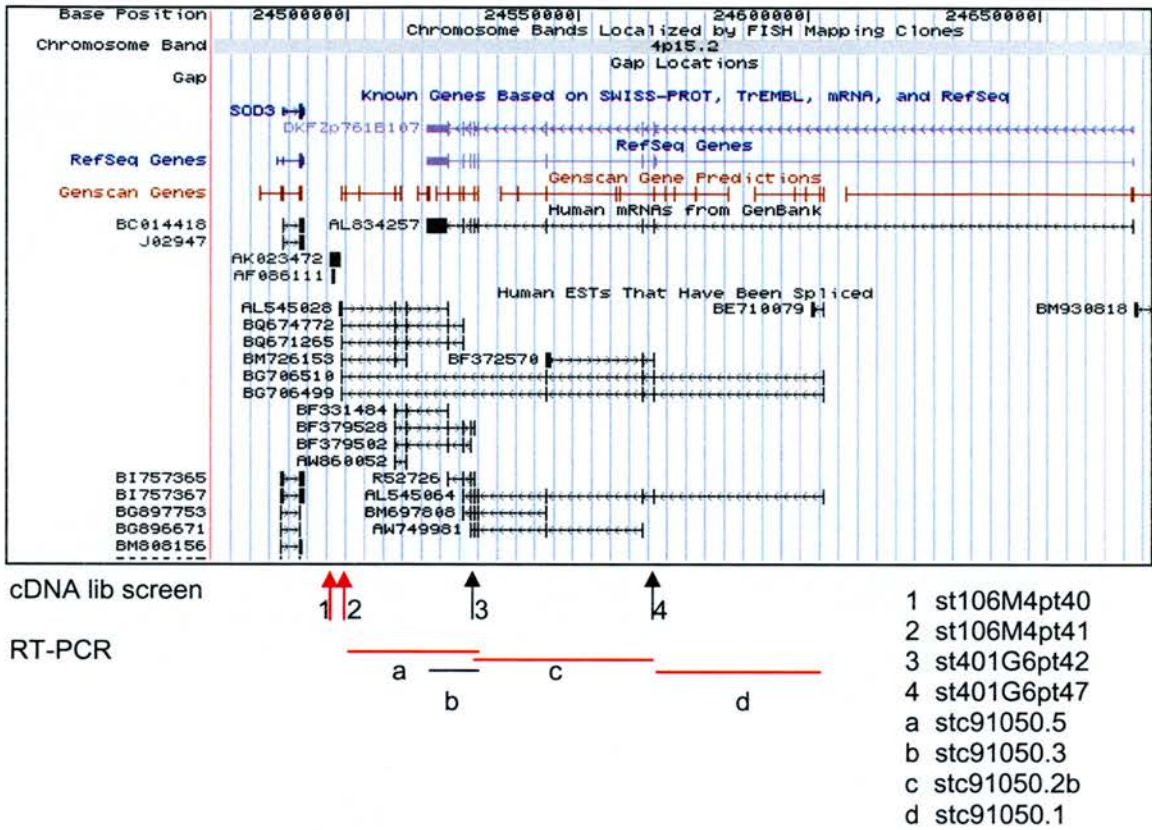 Base Position 24500000| 24550000| 24600000| 24650000|
Chromosome Bands Localized by FISH Mapping Clones
Chromosome Band 4p15.2
Gap Locations
Gap
Known Genes Based on SWISS-PROT, TrEMBL, mRNA, and RefSeq
SOD3
DKFZp761B107
RefSeq Genes
RefSeq Genes
Genscan Gene Predictions
Genscan Genes
Human mRNAs from GenBank
BC014418 AL834257
J02947
AK023472
AF086111
Human ESTs That Have Been Spliced
AL545028 BE710079 BM930818
BQ674772
BQ671265
BM726153 BF372570
BG706510
BG706499
BF331484
BF379528
BF379502
AW860052
BI757365 R52726
BI757367 AL545064
BG897753 BM697808
BG896671 AW749981
BM808156
cDNA lib screen
1 2 3 4
RT-PCR
a b c d
1 st106M4pt40
2 st106M4pt41
3 st401G6pt42
4 st401G6pt47
a stc91050.5
b stc91050.3
c stc91050.2b
d stc91050.1